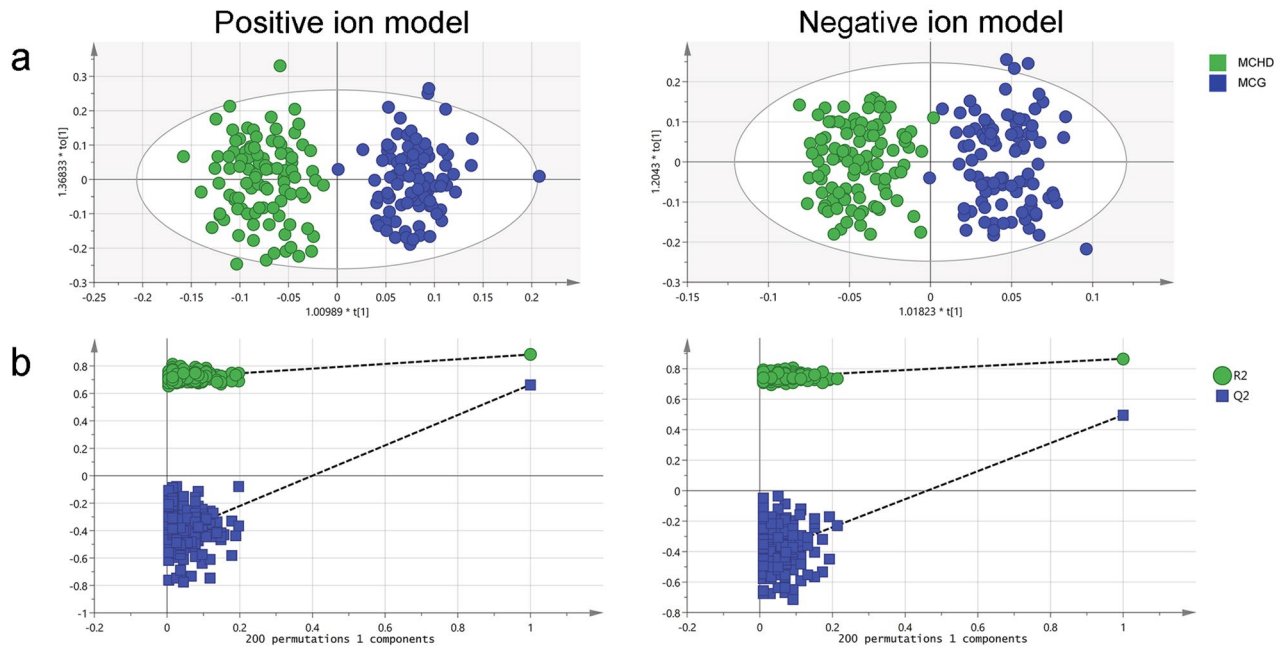 Positive ion model
Negative ion model
a
MCHD
MCG
0.3
0.2
0.1
0
-0.1
-0.2
-0.3
1.36833 * to[1]
-0.25 -0.2 -0.15 -0.1 -0.05 0 0.05 0.1 0.15 0.2
1.00989 * t[1]
0.2
0.1
0
-0.1
-0.2
-0.3
1.2043 * to[1]
-0.15 -0.1 -0.05 0 0.05 0.1
1.01823 * t[1]
b
R2
Q2
0.8
0.6
0.4
0.2
0
-0.2
-0.4
-0.6
-0.8
-1
-0.2 0 0.2 0.4 0.6 0.8 1
200 permutations 1 components
0.8
0.6
0.4
0.2
0
-0.2
-0.4
-0.6
-0.8
-0.2 0 0.2 0.4 0.6 0.8 1
200 permutations 1 components